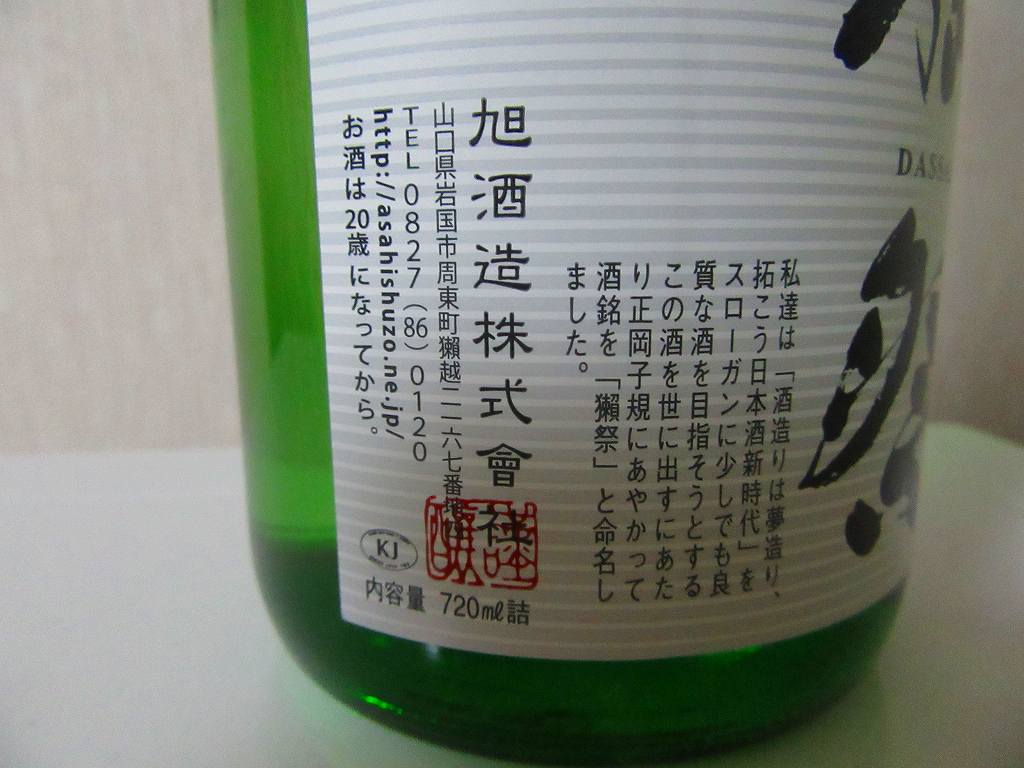 DASS
私達は「酒造りは夢造り、
拓こう日本酒新時代」を
スローガンに少しでも良
質な酒を目指そうとする
この酒を世に出すにあた
り正岡子規にあやかって
酒銘を「獺祭」と命名し
ました。
旭酒造株式會社
山口県岩国市周東町獺越二一六七番地四
TEL 0827(86)0120
http://asahishuzo.ne.jp/
お酒は20歳になってから。
KJ
内容量 720㎖詰